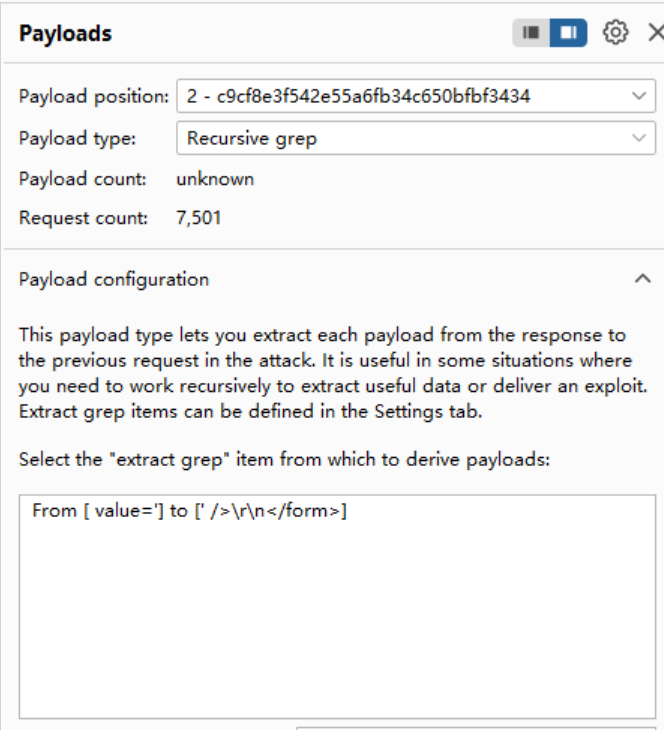 Payloads
Payload position: 2 - c9cf8e3f542e55a6fb34c650bfbf3434
Payload type: Recursive grep
Payload count: unknown
Request count: 7,501
Payload configuration
This payload type lets you extract each payload from the response to
the previous request in the attack. It is useful in some situations where
you need to work recursively to extract useful data or deliver an exploit.
Extract grep items can be defined in the Settings tab.
Select the "extract grep" item from which to derive payloads:
From [ value='] to [' />\r\n</form>]